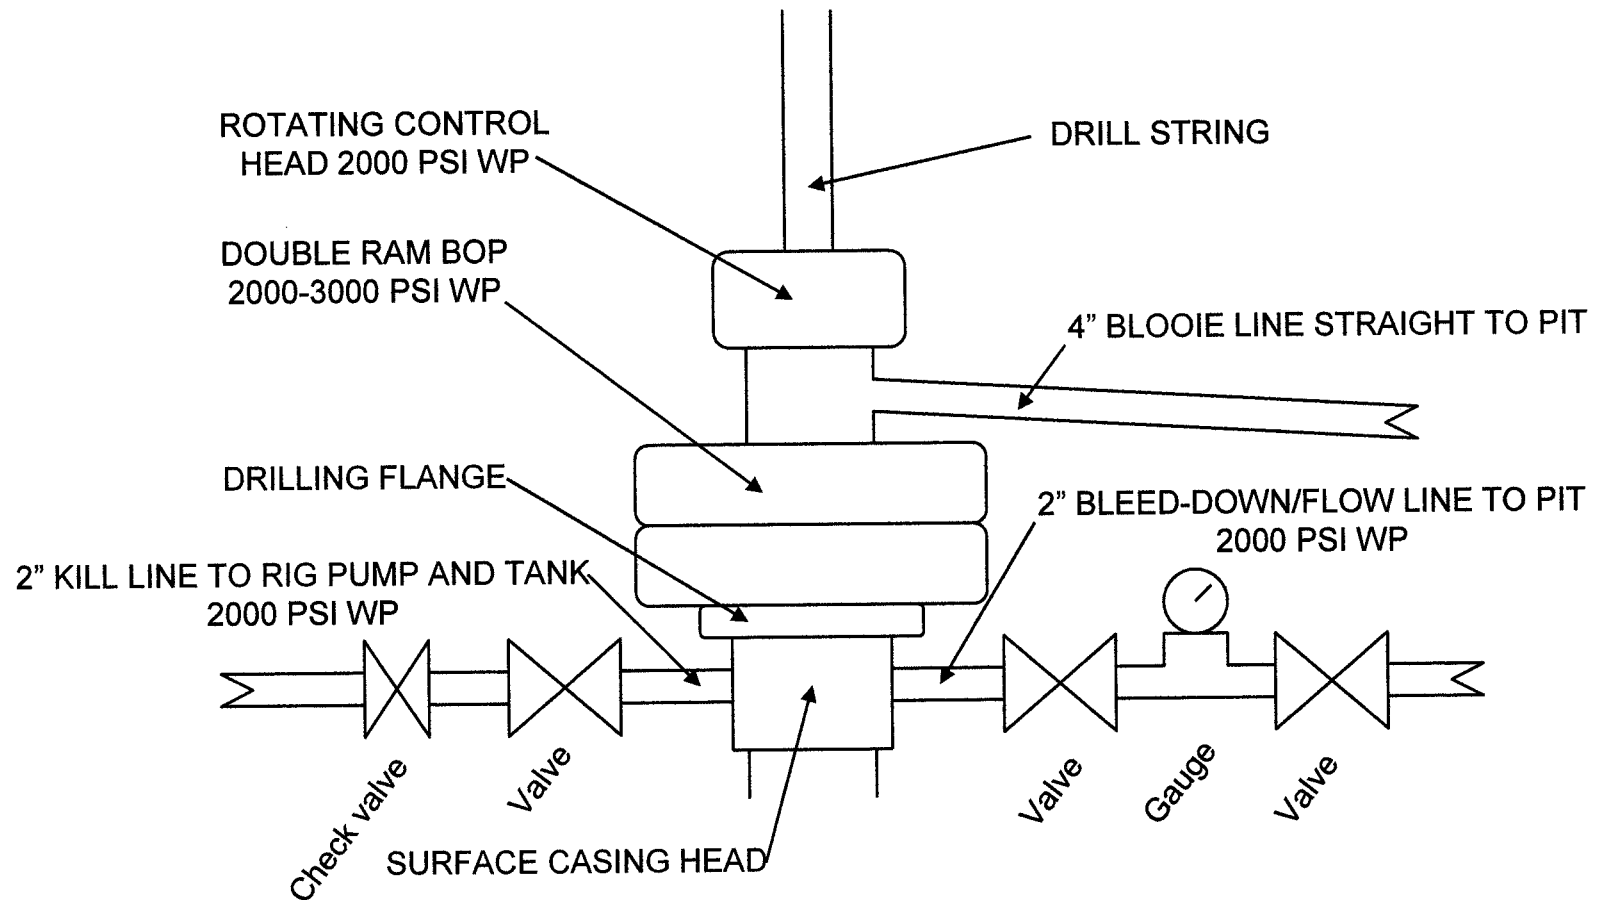 ROTATING CONTROL
HEAD 2000 PSI WP
DRILL STRING
DOUBLE RAM BOP
2000-3000 PSI WP
4” BLOOIE LINE STRAIGHT TO PIT
DRILLING FLANGE
2” BLEED-DOWN/FLOW LINE TO PIT
2000 PSI WP
2” KILL LINE TO RIG PUMP AND TANK
2000 PSI WP
Check valve
Valve
Valve
Gauge
Valve
SURFACE CASING HEAD